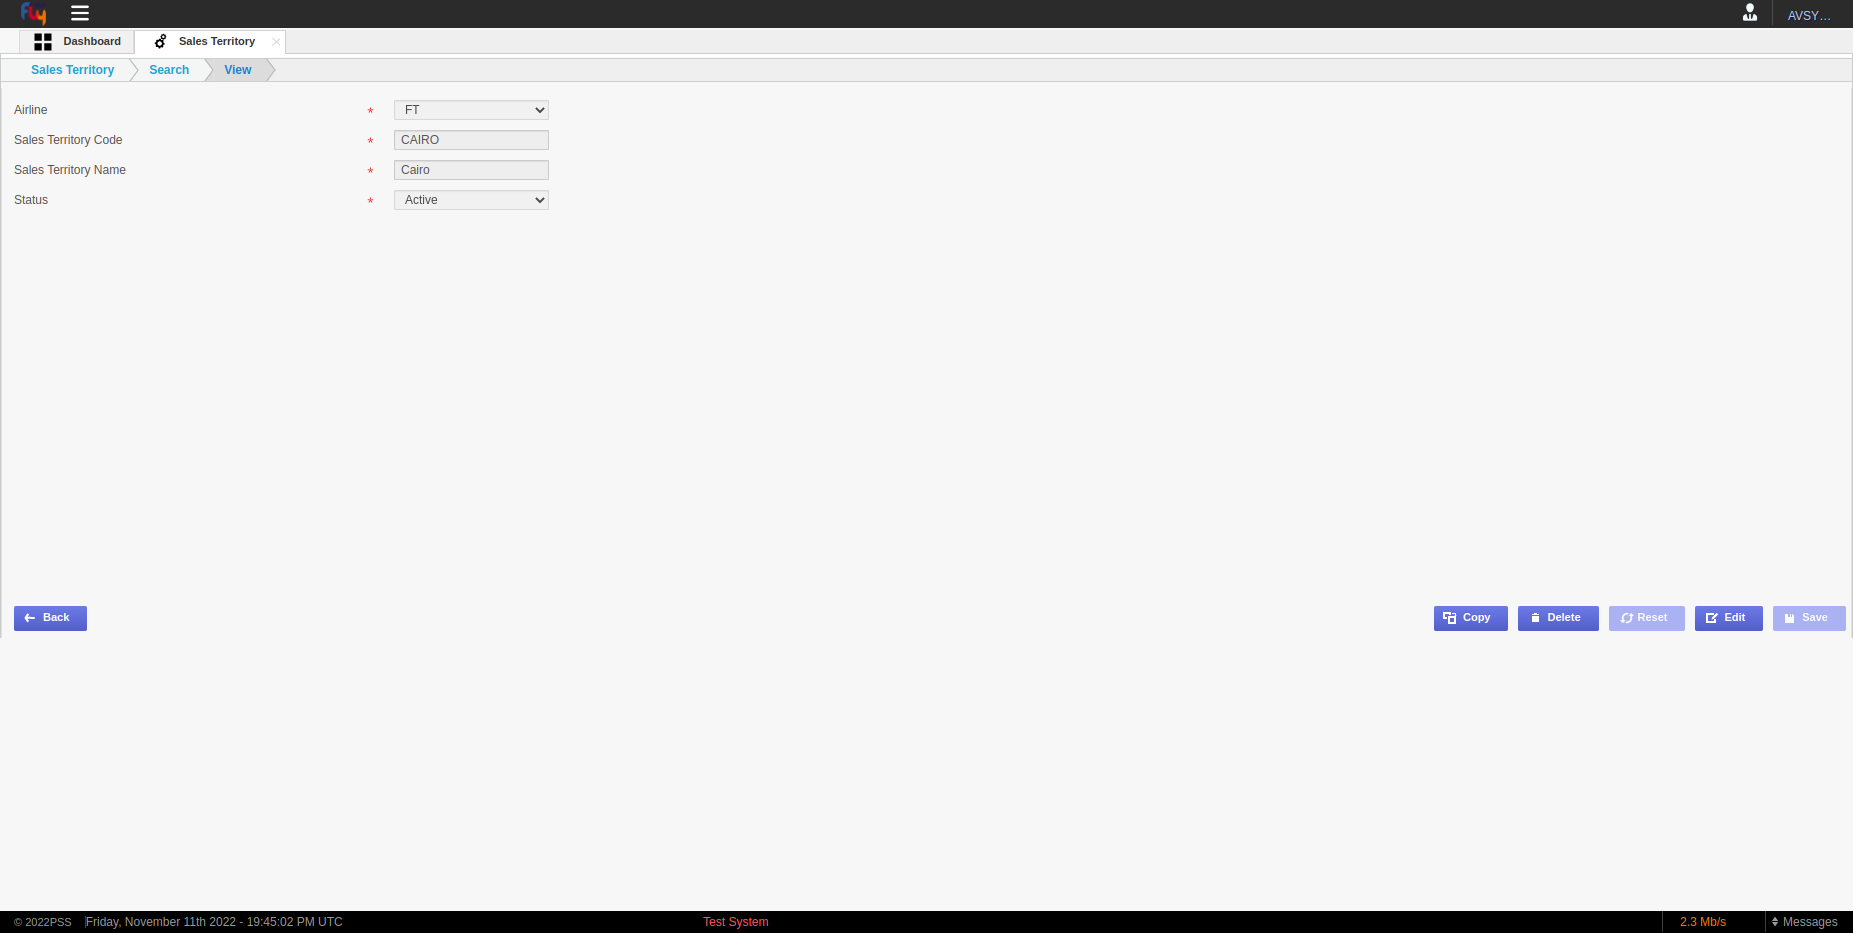 Fly
AVSY...
Dashboard Sales Territory
Sales Territory Search View
Airline * FT
Sales Territory Code * CAIRO
Sales Territory Name * Cairo
Status * Active
Back Copy Delete Reset Edit Save
© 2022PSS Friday, November 11th 2022 - 19:45:02 PM UTC Test System 2.3 Mb/s Messages